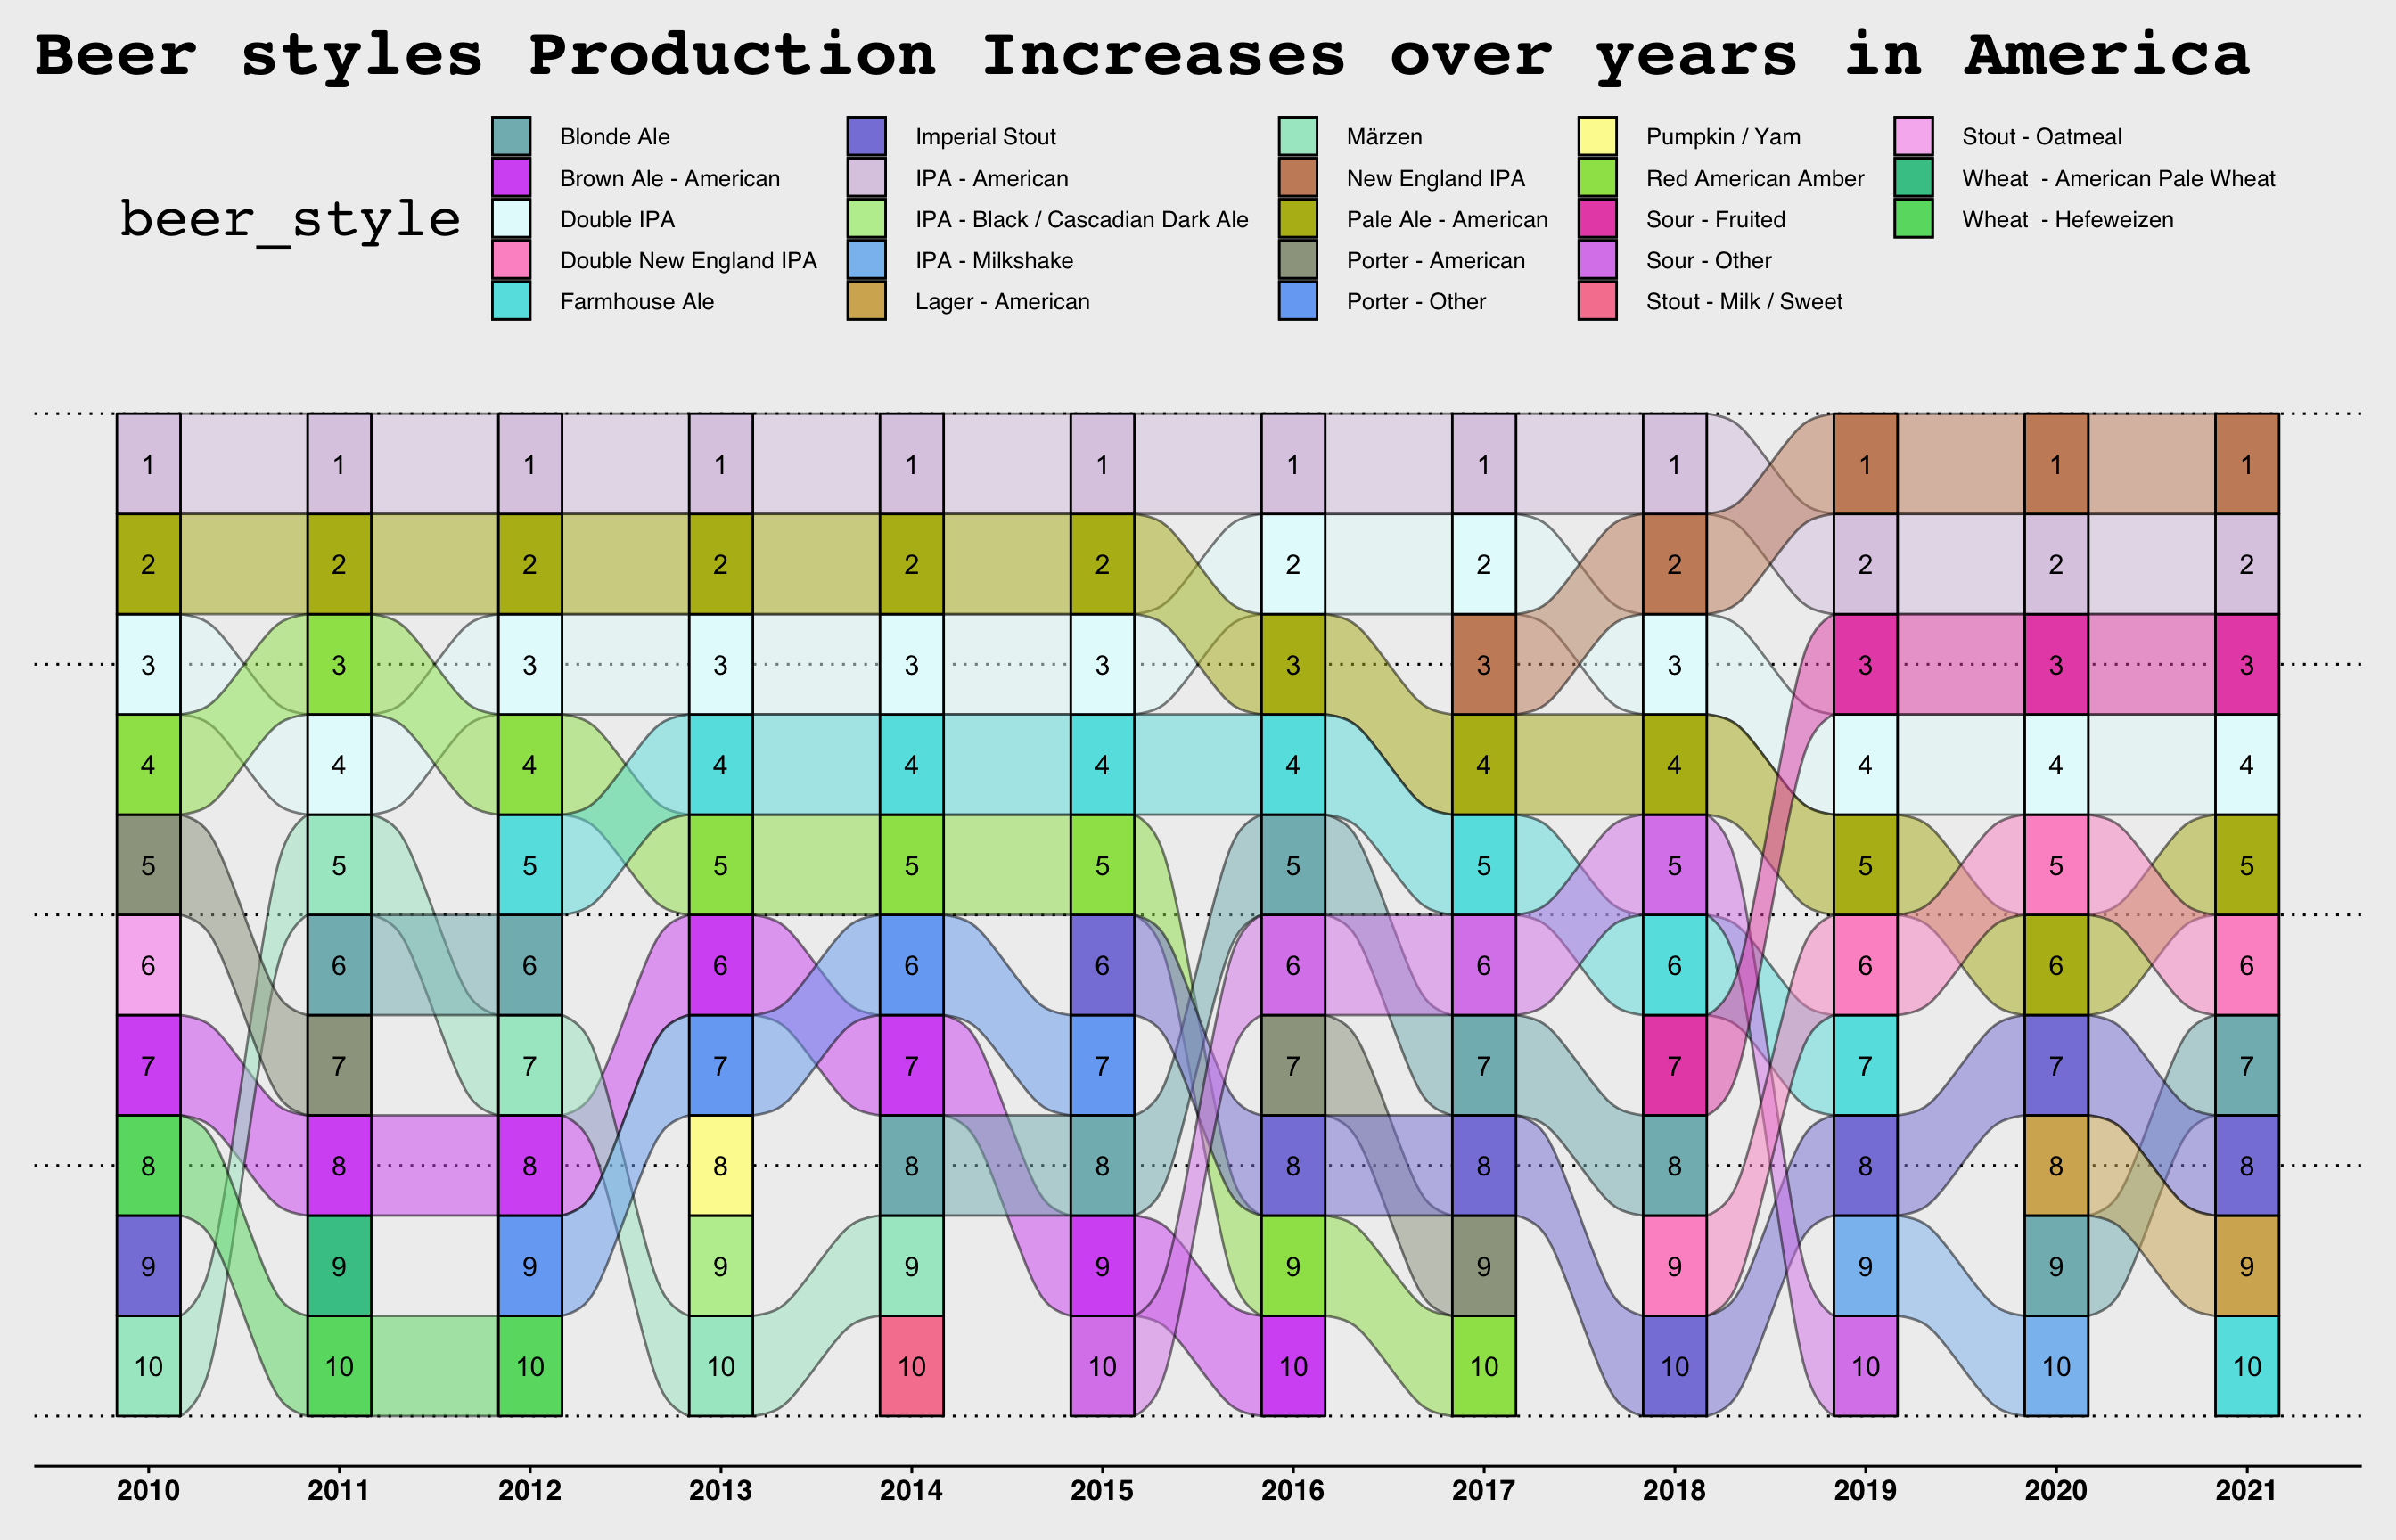 Beer styles Production Increases over years in America
beer_style
Blonde Ale
Brown Ale - American
Double IPA
Double New England IPA
Farmhouse Ale
Imperial Stout
IPA - American
IPA - Black / Cascadian Dark Ale
IPA - Milkshake
Lager - American
Märzen
New England IPA
Pale Ale - American
Porter - American
Porter - Other
Pumpkin / Yam
Red American Amber
Sour - Fruited
Sour - Other
Stout - Milk / Sweet
Stout - Oatmeal
Wheat  - American Pale Wheat
Wheat  - Hefeweizen
1 1 1 1 1 1 1 1 1 1 1 1
2 2 2 2 2 2 2 2 2 2 2 2
3 3 3 3 3 3 3 3 3 3 3 3
4 4 4 4 4 4 4 4 4 4 4 4
5 5 5 5 5 5 5 5 5 5 5 5
6 6 6 6 6 6 6 6 6 6 6 6
7 7 7 7 7 7 7 7 7 7 7 7
8 8 8 8 8 8 8 8 8 8 8 8
9 9 9 9 9 9 9 9 9 9 9 9
10 10 10 10 10 10 10 10 10 10 10 10
2010 2011 2012 2013 2014 2015 2016 2017 2018 2019 2020 2021